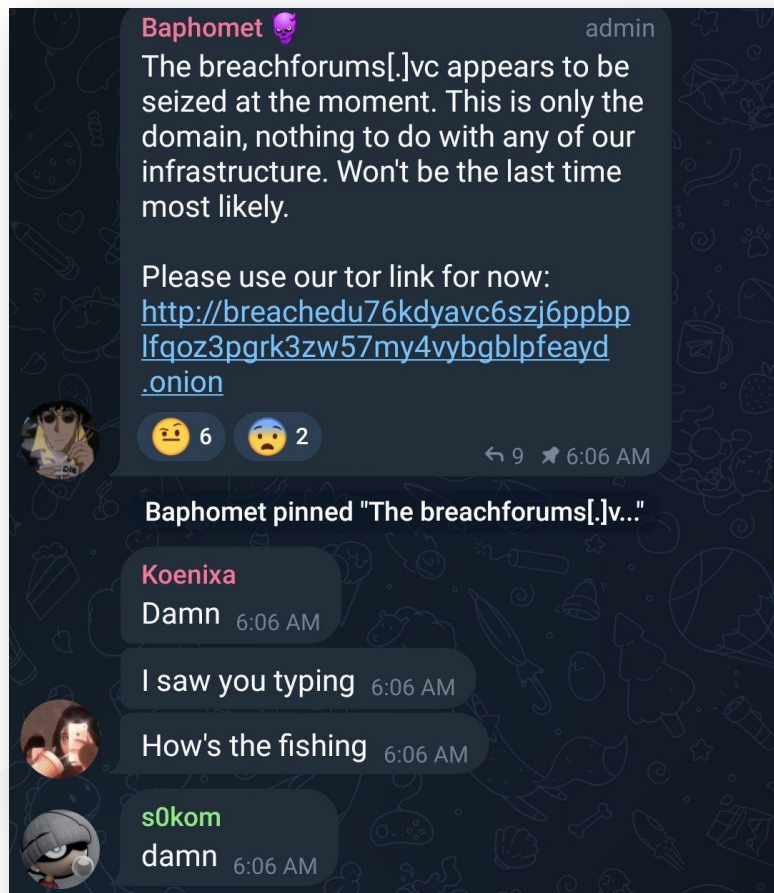 Baphomet 😈 admin
The breachforums[.]vc appears to be
seized at the moment. This is only the
domain, nothing to do with any of our
infrastructure. Won't be the last time
most likely.
Please use our tor link for now:
http://breachedu76kdyavc6szj6ppbp
lfqoz3pgrk3zw57my4vybgblpfeayd
.onion
6 2 9 6:06 AM
Baphomet pinned "The breachforums[.]v..."
Koenixa
Damn 6:06 AM
I saw you typing 6:06 AM
How's the fishing 6:06 AM
s0kom
damn 6:06 AM